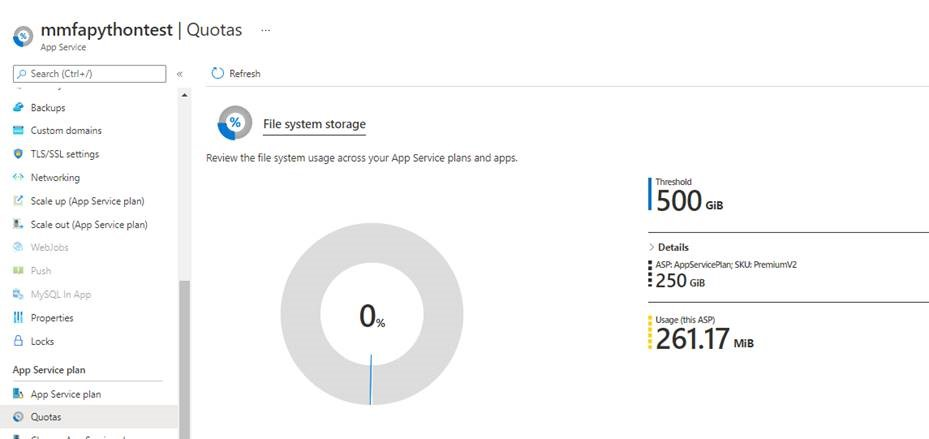 mmfapythontest | Quotas ...
App Service
Search (Ctrl+/)
«
Refresh
Backups
Custom domains
TLS/SSL settings
Networking
Scale up (App Service plan)
Scale out (App Service plan)
WebJobs
Push
MySQL In App
Properties
Locks
App Service plan
App Service plan
Quotas
%
File system storage
Review the file system usage across your App Service plans and apps.
0%
Threshold
500 GiB
Details
ASP: AppServicePlan; SKU: PremiumV2
250 GiB
Usage (this ASP)
261.17 MiB